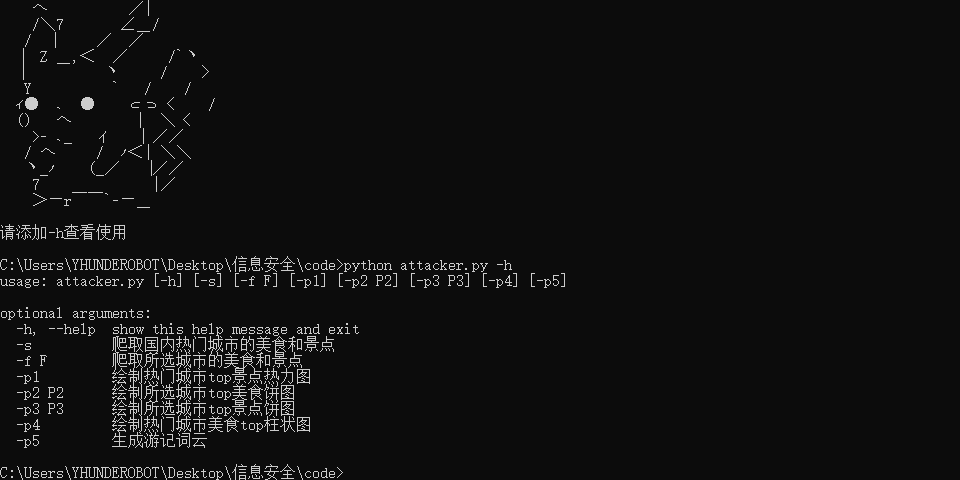 请添加-h查看使用
C:\Users\YHUNDEROBOT\Desktop\信息安全\code>python attacker.py -h
usage: attacker.py [-h] [-s] [-f F] [-p1] [-p2 P2] [-p3 P3] [-p4] [-p5]
optional arguments:
-h, --help show this help message and exit
-s 爬取国内热门城市的美食和景点
-f F 爬取所选城市的美食和景点
-p1 绘制热门城市top景点热力图
-p2 P2 绘制所选城市top美食饼图
-p3 P3 绘制所选城市top景点饼图
-p4 绘制热门城市美食top柱状图
-p5 生成游记词云
C:\Users\YHUNDEROBOT\Desktop\信息安全\code>